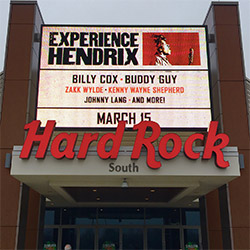 EXPERIENCE
HENDRIX
BILLY COX · BUDDY GUY
ZAKK WYLDE · KENNY WAYNE SHEPHERD
JOHNNY LANG · AND MORE!
MARCH 15
Hard Rock
South